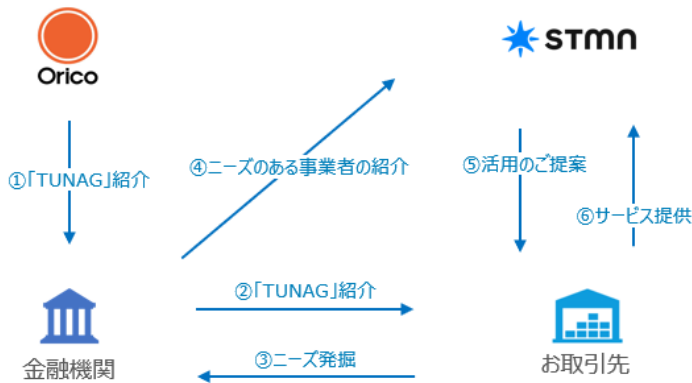 Orico
STMN
①「TUNAG」紹介
④ニーズのある事業者の紹介
⑤活用のご提案
⑥サービス提供
②「TUNAG」紹介
③ニーズ発掘
金融機関
お取引先